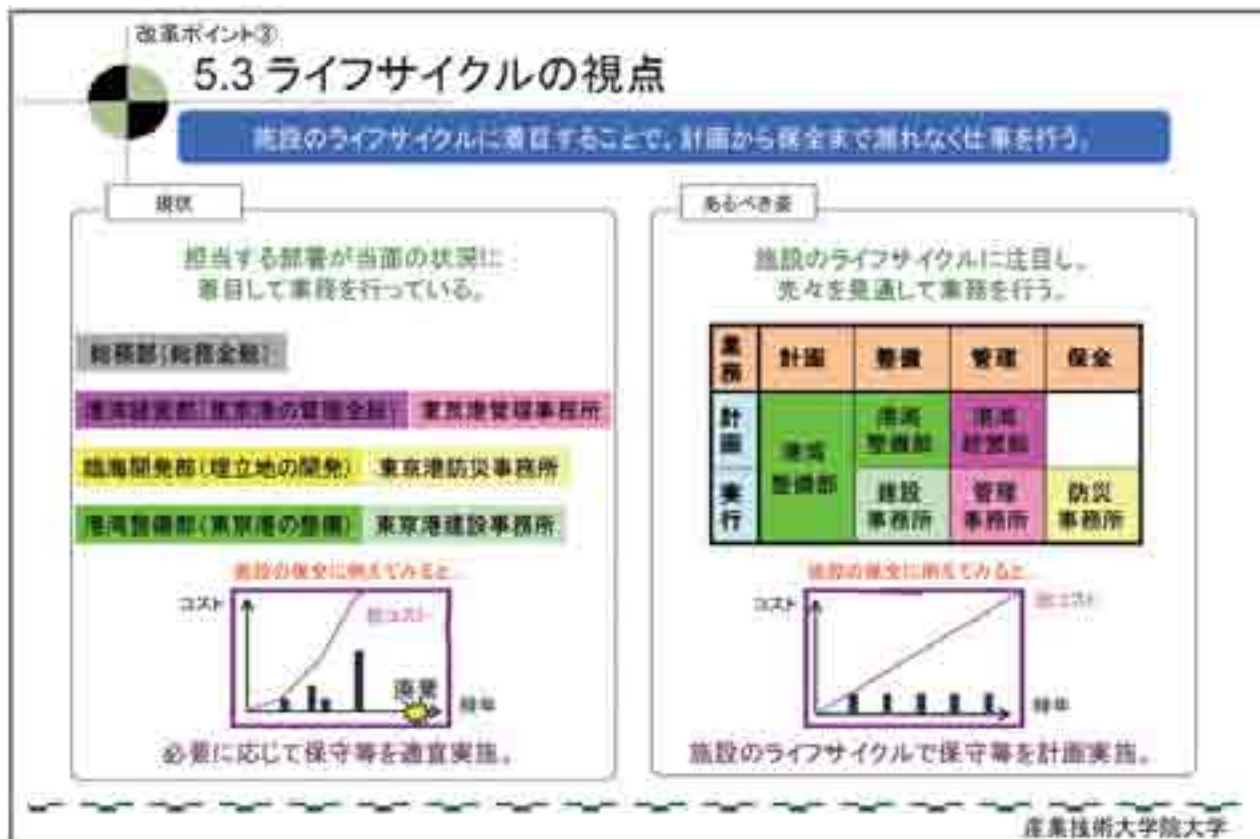 改革ポイント③
5.3 ライフサイクルの視点
施設のライフサイクルに着目することで、計画から保全まで漏れなく仕事を行う。
現状
担当する部署が当面の状況に
着目して業務を行っている。
総務部(総務全般)
港湾経営部(東京港の管理全般)
東京港管理事務所
臨海開発部(埋立地の開発)
東京港防災事務所
港湾整備部(東京港の整備)
東京港建設事務所
施設の保全に例えてみると…
コスト
総コスト
廃棄
経年
必要に応じて保守等を適宜実施。
あるべき姿
施設のライフサイクルに注目し、
先々を見通して業務を行う。
業務
計画
整備
管理
保全
計画
港湾
整備部
港湾
整備部
港湾
経営部
実行
建設
事務所
管理
事務所
防災
事務所
施設の保全に例えてみると…
コスト
総コスト
経年
施設のライフサイクルで保守等を計画実施。
産業技術大学院大学